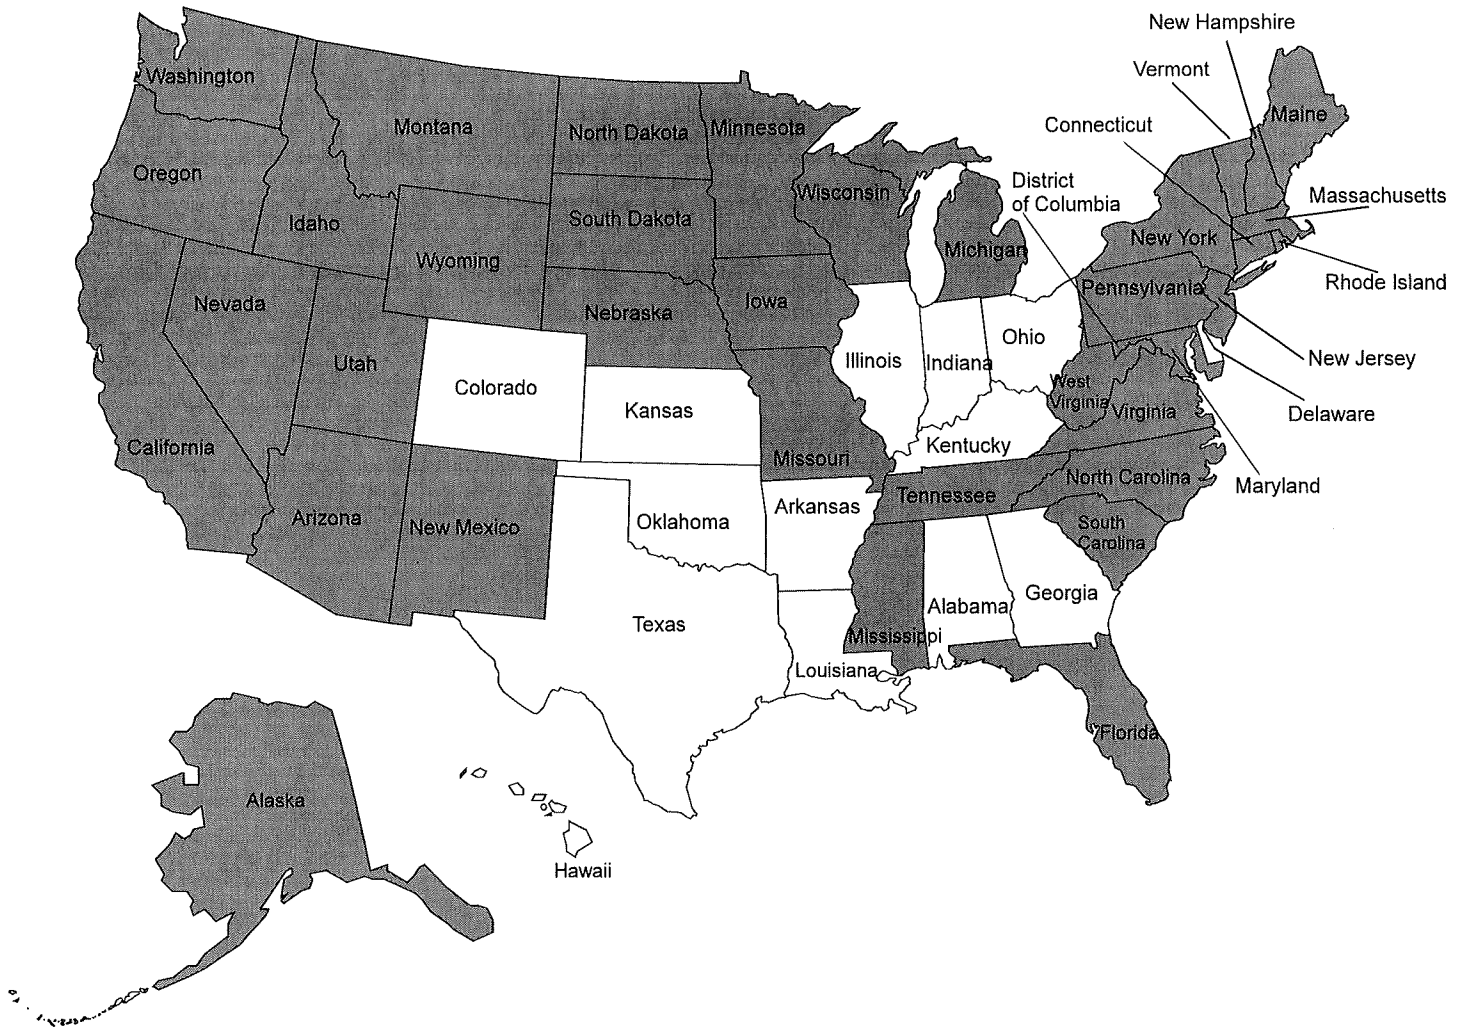 New Hampshire
Vermont
Washington
Maine
Montana
North Dakota
Minnesota
Connecticut
Oregon
District
of Columbia
Wisconsin
Massachusetts
Idaho
South Dakota
New York
Michigan
Wyoming
Rhode Island
Nevada
Iowa
Pennsylvania
Nebraska
Ohio
New Jersey
Utah
Illinois
Indiana
Colorado
West
Virginia
Kansas
Virginia
Delaware
California
Kentucky
Missouri
North Carolina
Maryland
Tennessee
Arkansas
Arizona
New Mexico
Oklahoma
South
Carolina
Georgia
Alabama
Texas
Mississippi
Louisiana
Florida
Alaska
Hawaii